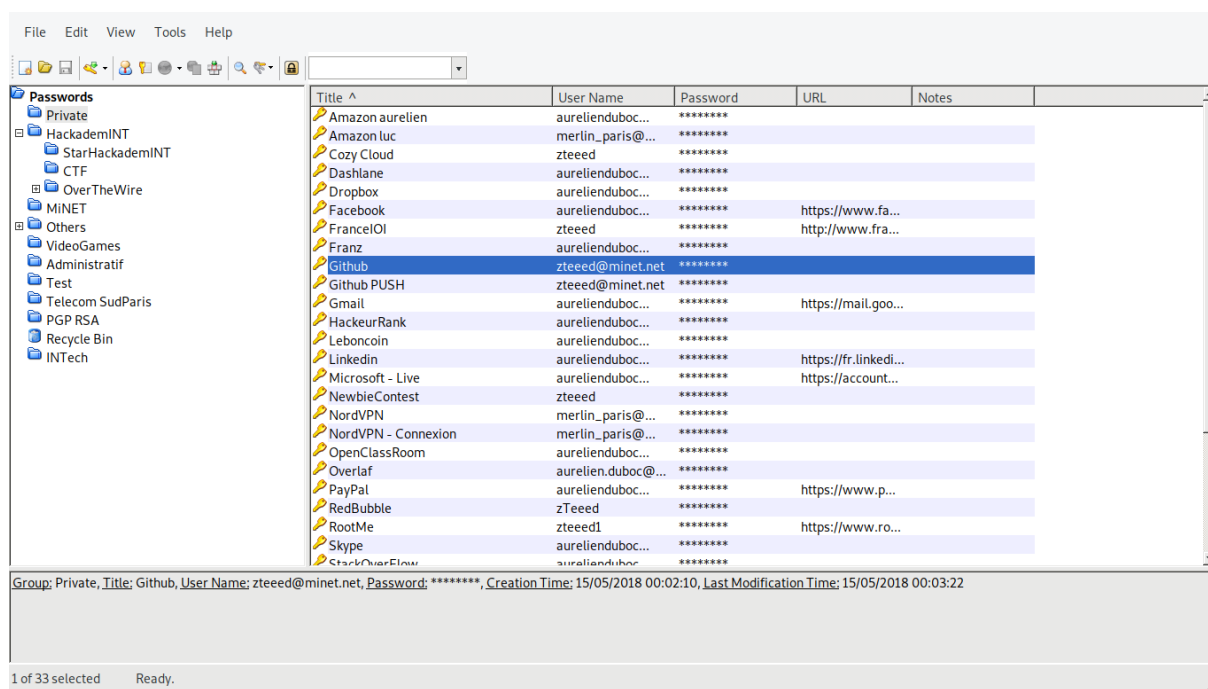 File Edit View Tools Help
Passwords
Private
HackademINT
StarHackademINT
CTF
OverTheWire
MiNET
Others
VideoGames
Administratif
Test
Telecom SudParis
PGP RSA
Recycle Bin
INTech
Title ^ User Name Password URL Notes
Amazon aurelien aurelienduboc... ********
Amazon luc merlin_paris@... ********
Cozy Cloud zteeed ********
Dashlane aurelienduboc... ********
Dropbox aurelienduboc... ********
Facebook aurelienduboc... ******** https://www.fa...
FranceIOI zteeed ******** http://www.fra...
Franz aurelienduboc... ********
Github zteeed@minet.net ********
Github PUSH zteeed@minet.net ********
Gmail aurelienduboc... ******** https://mail.goo...
HackeurRank aurelienduboc... ********
Leboncoin aurelienduboc... ********
Linkedin aurelienduboc... ******** https://fr.linkedi...
Microsoft - Live aurelienduboc... ******** https://account...
NewbieContest zteeed ********
NordVPN merlin_paris@... ********
NordVPN - Connexion merlin_paris@... ********
OpenClassRoom aurelienduboc... ********
Overlaf aurelien.duboc@... ********
PayPal aurelienduboc... ******** https://www.p...
RedBubble zTeeed ********
RootMe zteeed1 ******** https://www.ro...
Skype aurelienduboc... ********
StackOverFlow aurelienduboc... ********
Group: Private, Title: Github, User Name: zteeed@minet.net, Password: ********, Creation Time: 15/05/2018 00:02:10, Last Modification Time: 15/05/2018 00:03:22
1 of 33 selected Ready.